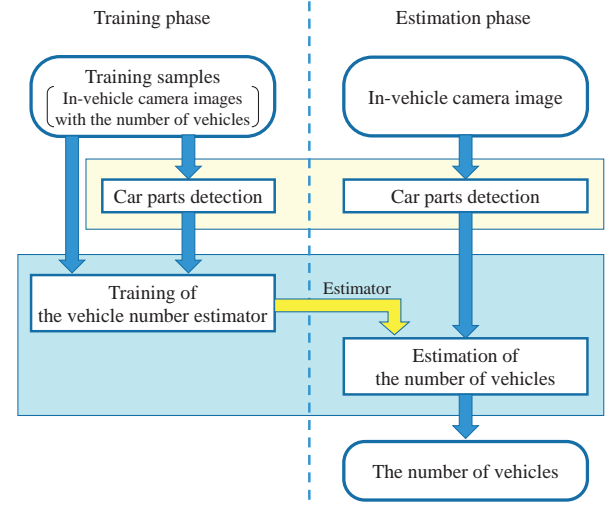 Training phase
Estimation phase
Training samples
In-vehicle camera images
with the number of vehicles
In-vehicle camera image
Car parts detection
Car parts detection
Training of
the vehicle number estimator
Estimator
Estimation of
the number of vehicles
The number of vehicles